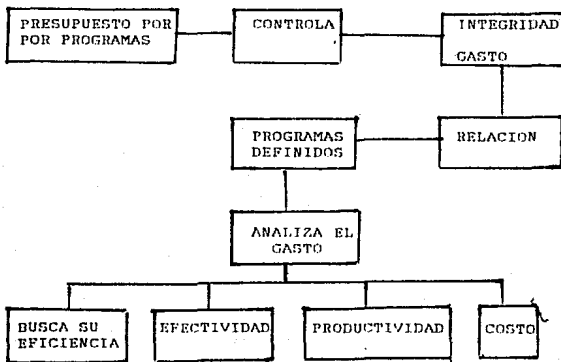 PRESUPUESTO POR
POR PROGRAMAS
CONTROLA
INTEGRIDAD
GASTO
PROGRAMAS
DEFINIDOS
RELACION
ANALIZA EL
GASTO
BUSCA SU
EFICIENCIA
EFECTIVIDAD
PRODUCTIVIDAD
COSTO